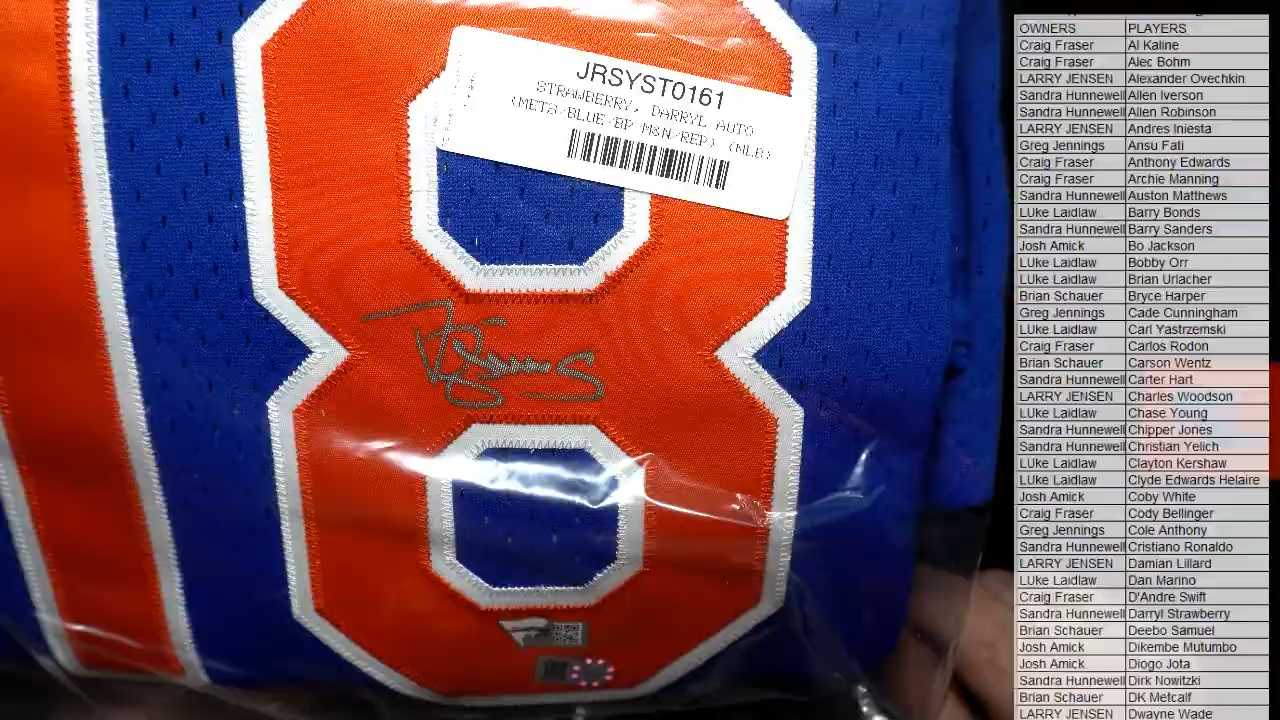 8
JRSYST0161
STRAWBERRY, DARRYL AUTO
(METS BLUE BP M&N REP) (MLB)
OWNERS PLAYERS
Craig Fraser Al Kaline
Craig Fraser Alec Bohm
LARRY JENSEN Alexander Ovechkin
Sandra Hunnewell Allen Iverson
Sandra Hunnewell Allen Robinson
LARRY JENSEN Andres Iniesta
Greg Jennings Ansu Fati
Craig Fraser Anthony Edwards
Craig Fraser Archie Manning
Sandra Hunnewell Auston Matthews
LUke Laidlaw Barry Bonds
Sandra Hunnewell Barry Sanders
Josh Amick Bo Jackson
LUke Laidlaw Bobby Orr
LUke Laidlaw Brian Urlacher
Brian Schauer Bryce Harper
Greg Jennings Cade Cunningham
LUke Laidlaw Carl Yastrzemski
Craig Fraser Carlos Rodon
Brian Schauer Carson Wentz
Sandra Hunnewell Carter Hart
LARRY JENSEN Charles Woodson
LUke Laidlaw Chase Young
Sandra Hunnewell Chipper Jones
Sandra Hunnewell Christian Yelich
LUke Laidlaw Clayton Kershaw
LUke Laidlaw Clyde Edwards Helaire
Josh Amick Coby White
Craig Fraser Cody Bellinger
Greg Jennings Cole Anthony
Sandra Hunnewell Cristiano Ronaldo
LARRY JENSEN Damian Lillard
LUke Laidlaw Dan Marino
Craig Fraser D'Andre Swift
Sandra Hunnewell Darryl Strawberry
Brian Schauer Deebo Samuel
Josh Amick Dikembe Mutumbo
Josh Amick Diogo Jota
Sandra Hunnewell Dirk Nowitzki
Brian Schauer DK Metcalf
LARRY JENSEN Dwayne Wade